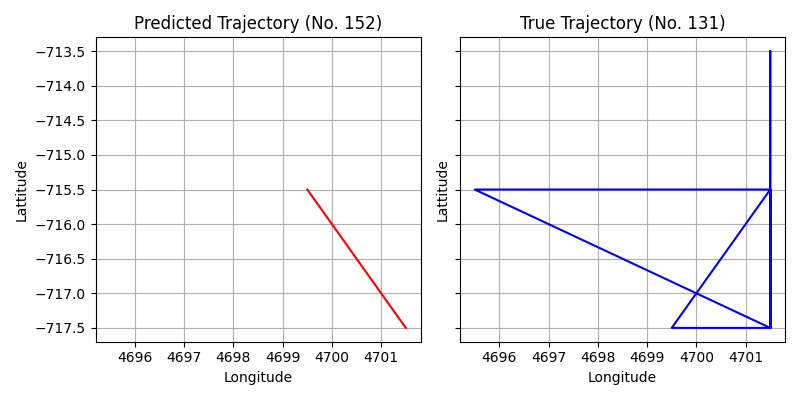 Predicted Trajectory (No. 152)
−713.5
−714.0
−714.5
−715.0
−715.5
−716.0
−716.5
−717.0
−717.5
Lattitude
4696 4697 4698 4699 4700 4701
Longitude
True Trajectory (No. 131)
Lattitude
4696 4697 4698 4699 4700 4701
Longitude